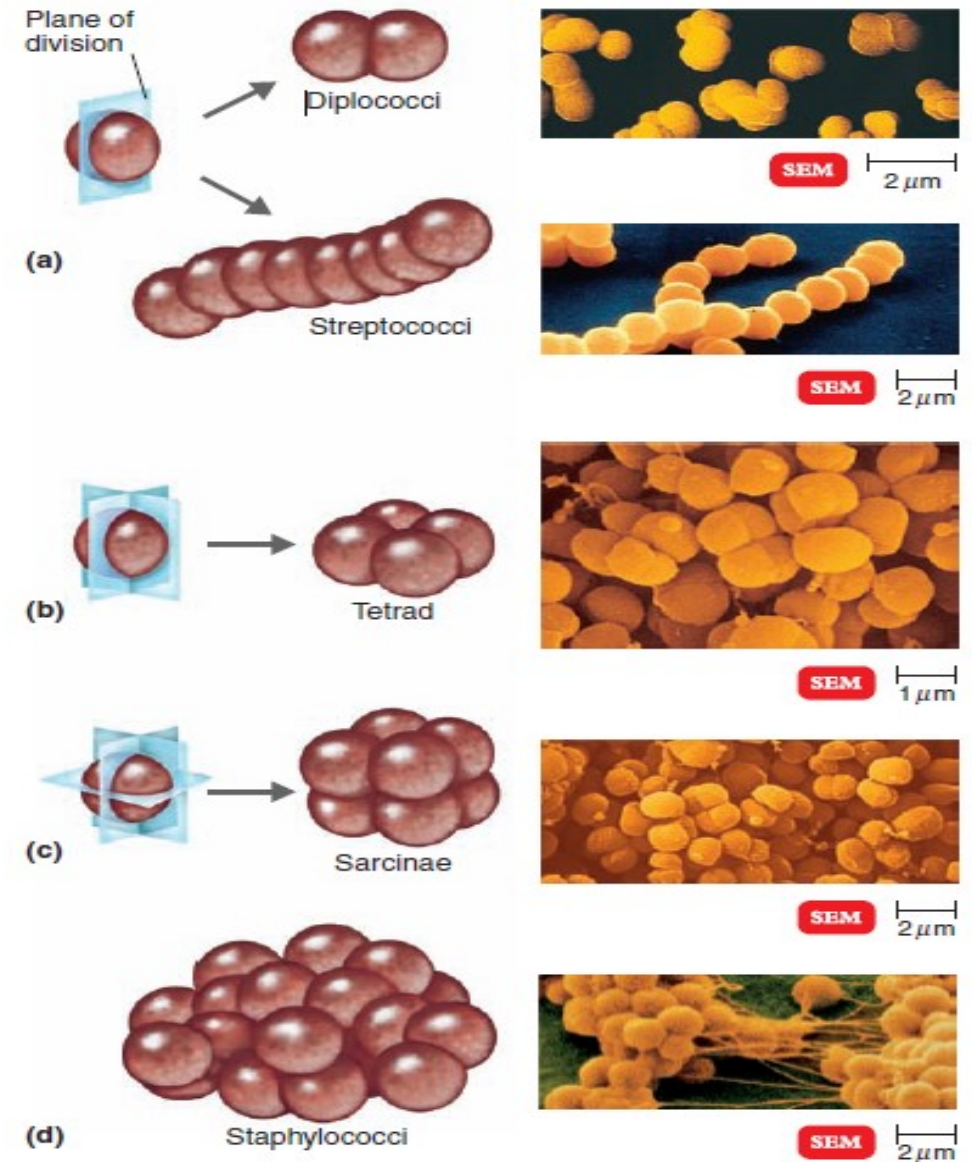 Plane of
division
Diplococci
SEM
2 μm
(a)
Streptococci
SEM
2 μm
(b)
Tetrad
SEM
1 μm
(c)
Sarcinae
SEM
2 μm
(d)
Staphylococci
SEM
2 μm